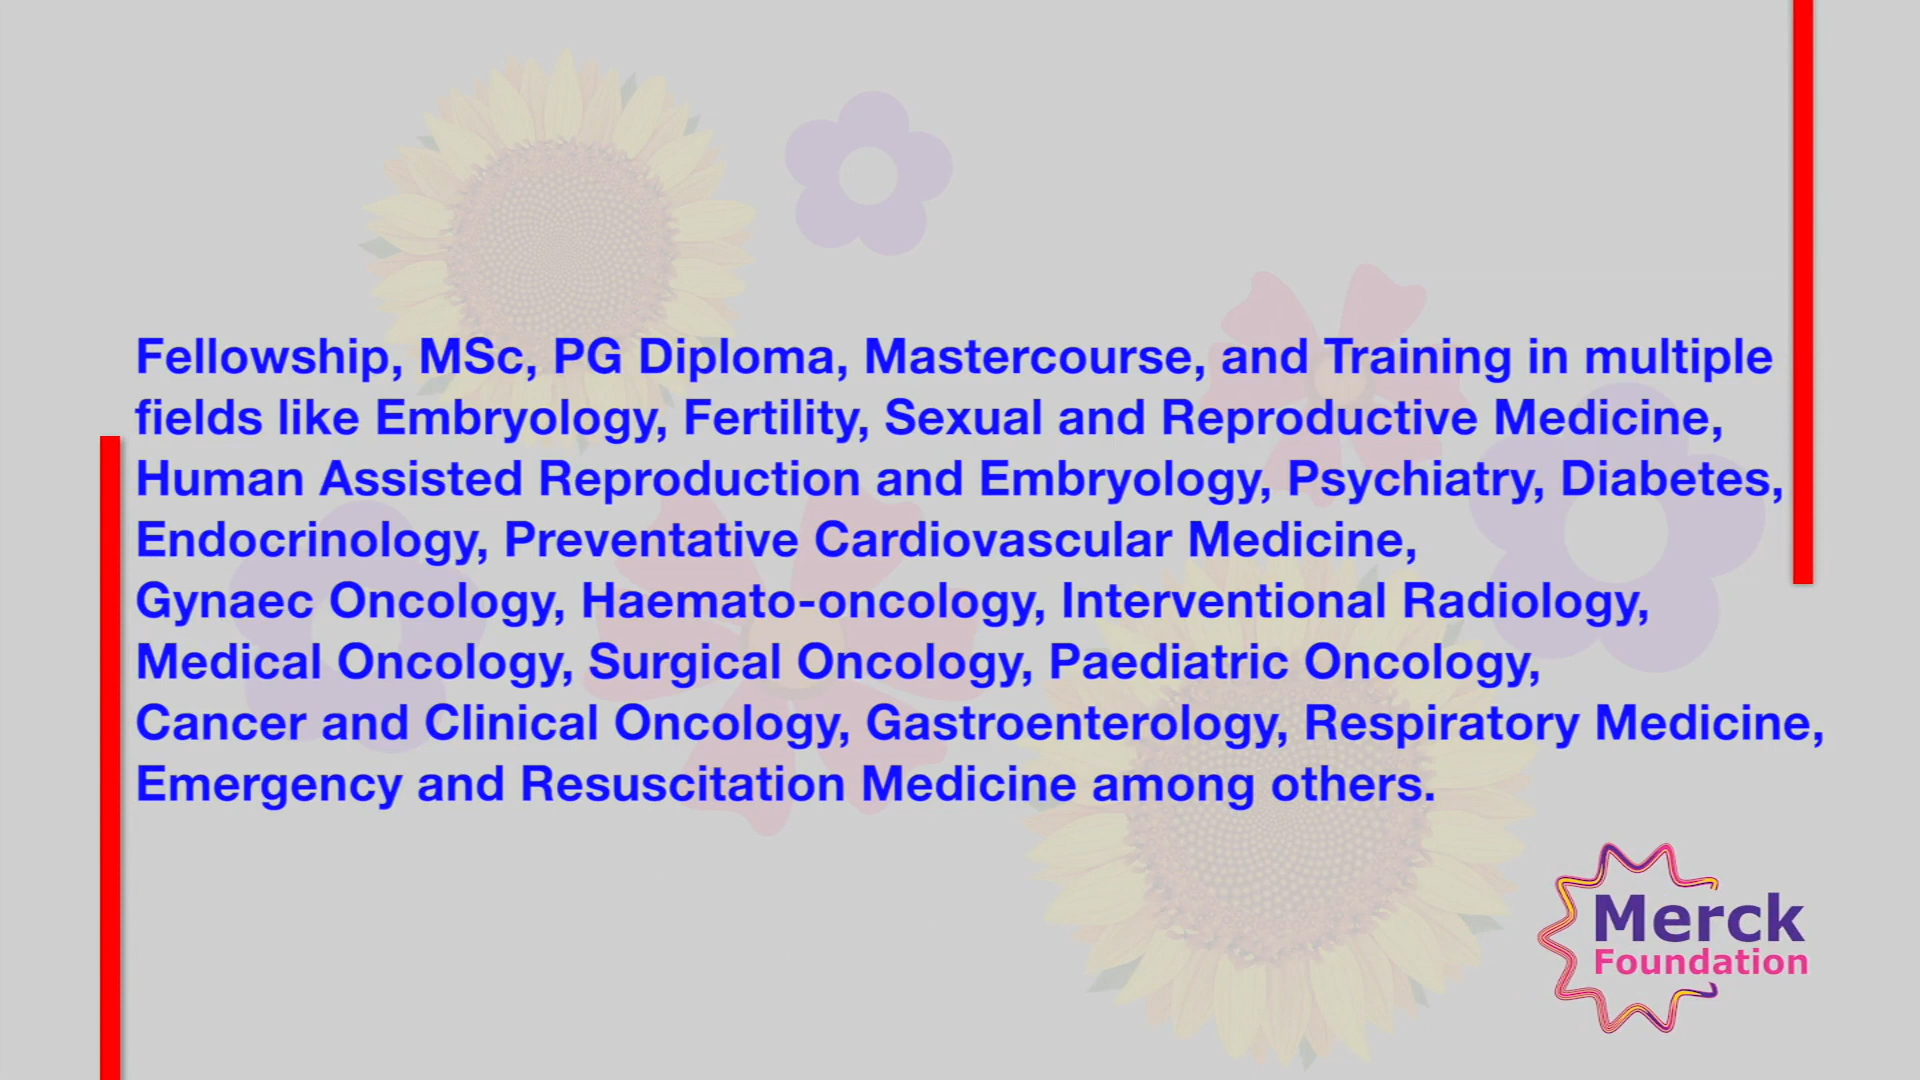 Fellowship, MSc, PG Diploma, Mastercourse, and Training in multiple
fields like Embryology, Fertility, Sexual and Reproductive Medicine,
Human Assisted Reproduction and Embryology, Psychiatry, Diabetes,
Endocrinology, Preventative Cardiovascular Medicine,
Gynaec Oncology, Haemato-oncology, Interventional Radiology,
Medical Oncology, Surgical Oncology, Paediatric Oncology,
Cancer and Clinical Oncology, Gastroenterology, Respiratory Medicine,
Emergency and Resuscitation Medicine among others.
Merck
Foundation